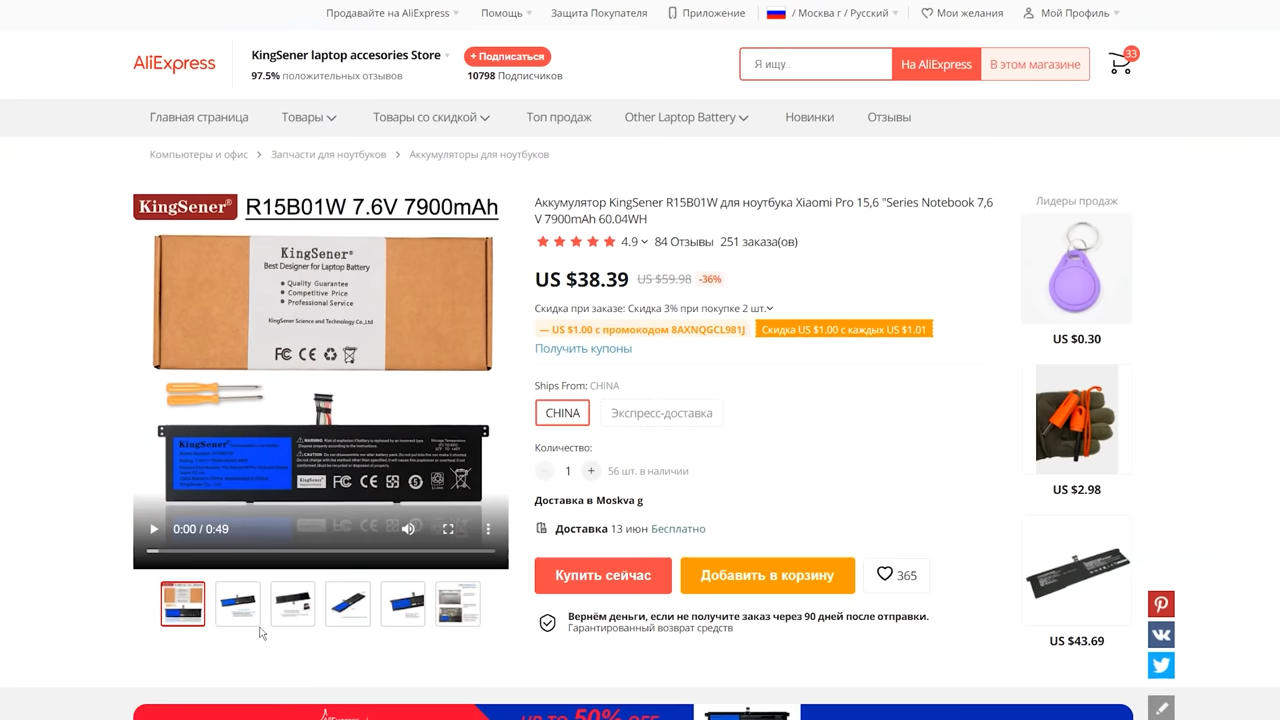 Продавайте на AliExpress
Помощь
Защита Покупателя
Приложение
/ Москва г / Русский
Мои желания
Мой Профиль
AliExpress
KingSener laptop accesories Store
+ Подписаться
97.5% положительных отзывов
10798 Подписчиков
Я ищу..
На AliExpress
В этом магазине
33
Главная страница
Товары
Товары со скидкой
Топ продаж
Other Laptop Battery
Новинки
Отзывы
Компьютеры и офис > Запчасти для ноутбуков > Аккумуляторы для ноутбуков
KingSener® R15B01W 7.6V 7900mAh
KingSener®
Best Designer for Laptop Battery
Quality Guarantee
Competitive Price
Professional Service
KingSener Science and Technology Co.,Ltd
KingSener
0:00 / 0:49
Аккумулятор KingSener R15B01W для ноутбука Xiaomi Pro 15,6 "Series Notebook 7,6
V 7900mAh 60.04WH
4.9
84 Отзывы
251 заказа(ов)
US $38.39
US $59.98
-36%
Скидка при заказе: Скидка 3% при покупке 2 шт.
— US $1.00 с промокодом 8AXNQGCL981J
Скидка US $1.00 с каждых US $1.01
Получить купоны
Ships From: CHINA
CHINA
Экспресс-доставка
Количество:
1
+
56 шт. в наличии
Доставка в Moskva g
Доставка 13 июн Бесплатно
Купить сейчас
Добавить в корзину
365
Вернём деньги, если не получите заказ через 90 дней после отправки.
Гарантированный возврат средств
Лидеры продаж
US $0.30
US $2.98
US $43.69
AliExpress
UP TO 50% OFF